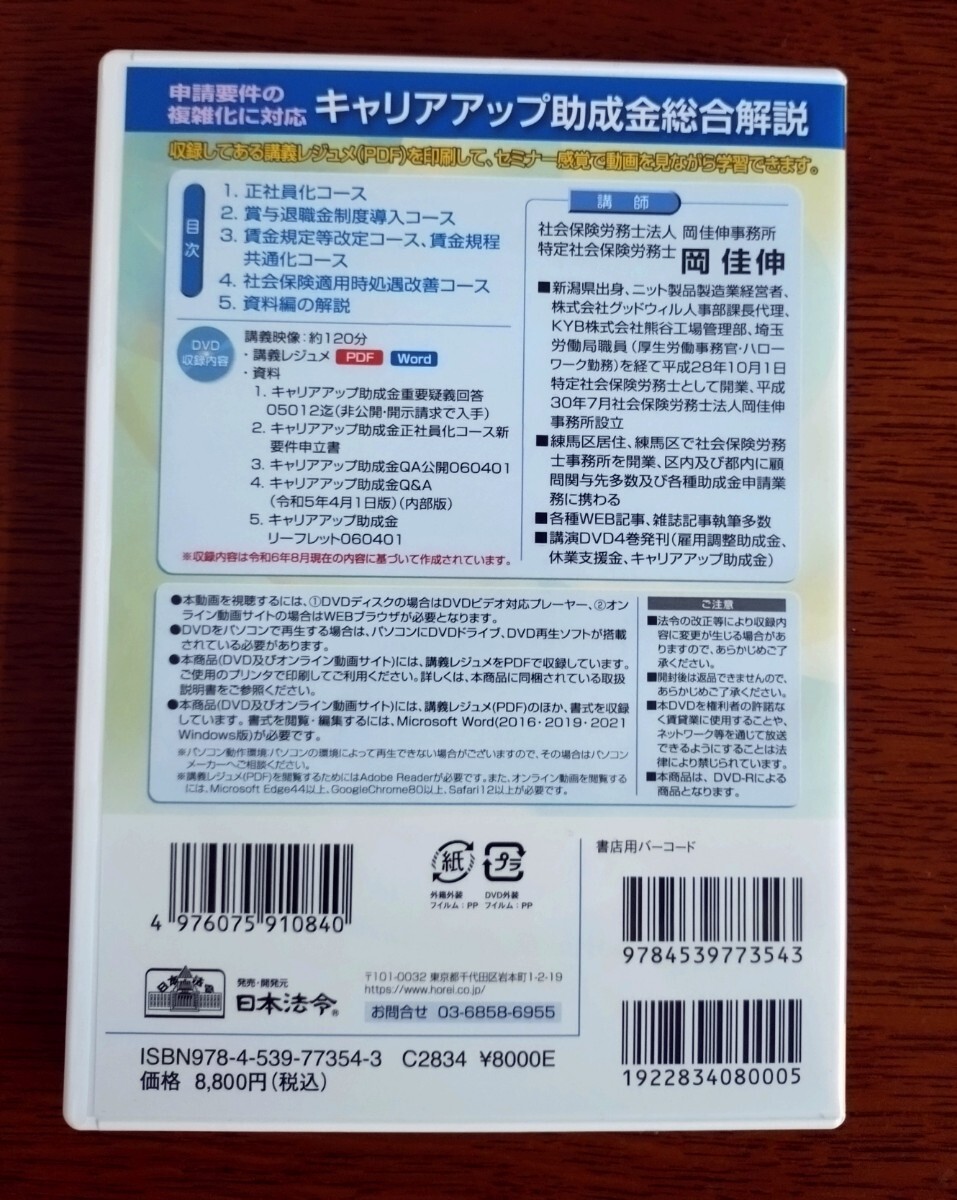 申請要件の
複雑化に対応
キャリアアップ助成金総合解説
収録してある講義レジュメ(PDF)を印刷して、セミナー感覚で動画を見ながら学習できます。
目次
1. 正社員化コース
2. 賞与退職金制度導入コース
3. 賃金規定等改定コース、賃金規程
共通化コース
4. 社会保険適用時処遇改善コース
5. 資料編の解説
DVD
収録内容
講義映像:約120分
・講義レジュメ PDF Word
・資料
1. キャリアアップ助成金重要疑義回答
05012迄(非公開・開示請求で入手)
2. キャリアアップ助成金正社員化コース新
要件申立書
3. キャリアアップ助成金QA公開060401
4. キャリアアップ助成金Q&A
(令和5年4月1日版)(内部版)
5. キャリアアップ助成金
リーフレット060401
※収録内容は令和6年8月現在の内容に基づいて作成されています。
講師
社会保険労務士法人 岡佳伸事務所
特定社会保険労務士 岡 佳伸
■新潟県出身、ニット製品製造業経営者、
株式会社グッドウィル人事部課長代理、
KYB株式会社熊谷工場管理部、埼玉
労働局職員(厚生労働事務官・ハロー
ワーク勤務)を経て平成28年10月1日
特定社会保険労務士として開業、平成
30年7月社会保険労務士法人岡佳伸
事務所設立
■練馬区居住、練馬区で社会保険労務
士事務所を開業、区内及び都内に顧
問関与先多数及び各種助成金申請業
務に携わる
■各種WEB記事、雑誌記事執筆多数
■講演DVD4巻発刊(雇用調整助成金、
休業支援金、キャリアアップ助成金)
●本動画を視聴するには、①DVDディスクの場合はDVDビデオ対応プレーヤー、②オン
ライン動画サイトの場合はWEBブラウザが必要となります。
●DVDをパソコンで再生する場合は、パソコンにDVDドライブ、DVD再生ソフトが搭載
されている必要があります。
●本商品(DVD及びオンライン動画サイト)には、講義レジュメをPDFで収録しています。
ご使用のプリンタで印刷してご利用ください。詳しくは、本商品に同梱されている取扱
説明書をご参照ください。
●本商品(DVD及びオンライン動画サイト)には、講義レジュメ(PDF)のほか、書式を収録
しています。書式を閲覧・編集するには、Microsoft Word(2016・2019・2021
Windows版)が必要です。
※パソコン動作環境:パソコンの環境によって再生できない場合がございますので、その場合はパソコン
メーカーへご相談ください。
※講義レジュメ(PDF)を閲覧するためにはAdobe Readerが必要です。また、オンライン動画を閲覧する
には、Microsoft Edge44以上、GoogleChrome80以上、Safari12以上が必要です。
ご注意
■法令の改正等により収録内
容に変更が生じる場合があ
りますので、あらかじめご了
承ください。
■開封後は返品できませんので、
あらかじめご了承ください。
■本DVDを権利者の許諾な
く賃貸業に使用することや、
ネットワーク等を通じて放送
できるようにすることは法
律により禁じられています。
■本商品は、DVD-Rによる
商品となります。
4 976075 910840
紙
外箱外装
フィルム:PP
プラ
DVD外装
フィルム:PP
書店用バーコード
9784539773543
1922834080005
日本法令
発売・開発元
日本法令®
〒101-0032 東京都千代田区岩本町1-2-19
https://www.horei.co.jp/
お問合せ 03-6858-6955
ISBN978-4-539-77354-3 C2834 ¥8000E
価格 8,800円(税込)